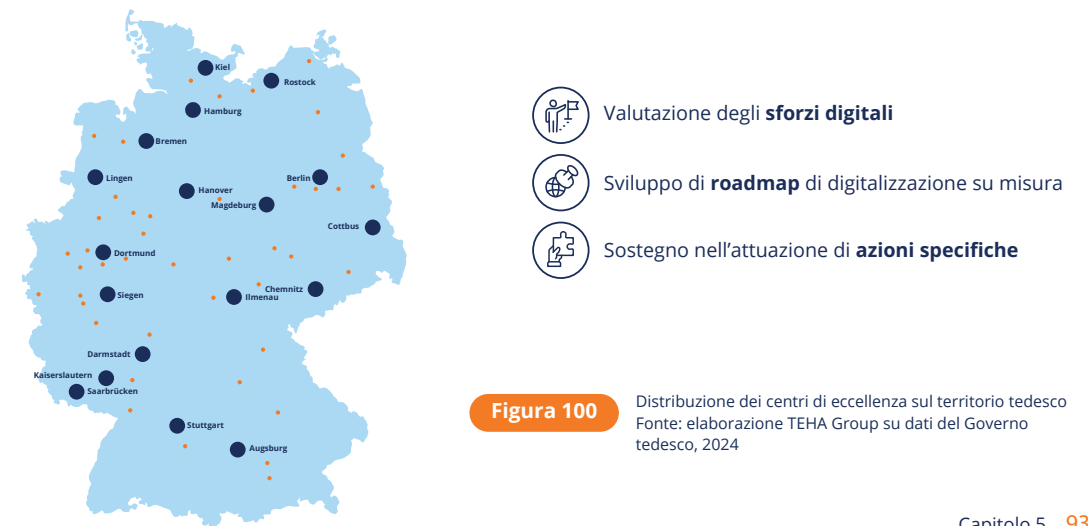 Kiel
Rostock
Hamburg
Bremen
Lingen
Hanover
Berlin
Magdeburg
Cottbus
Dortmund
Siegen
Chemnitz
Ilmenau
Darmstadt
Kaiserslautern
Saarbrücken
Stuttgart
Augsburg
Valutazione degli sforzi digitali
Sviluppo di roadmap di digitalizzazione su misura
Sostegno nell'attuazione di azioni specifiche
Figura 100
Distribuzione dei centri di eccellenza sul territorio tedesco
Fonte: elaborazione TEHA Group su dati del Governo
tedesco, 2024
Capitolo 5 93